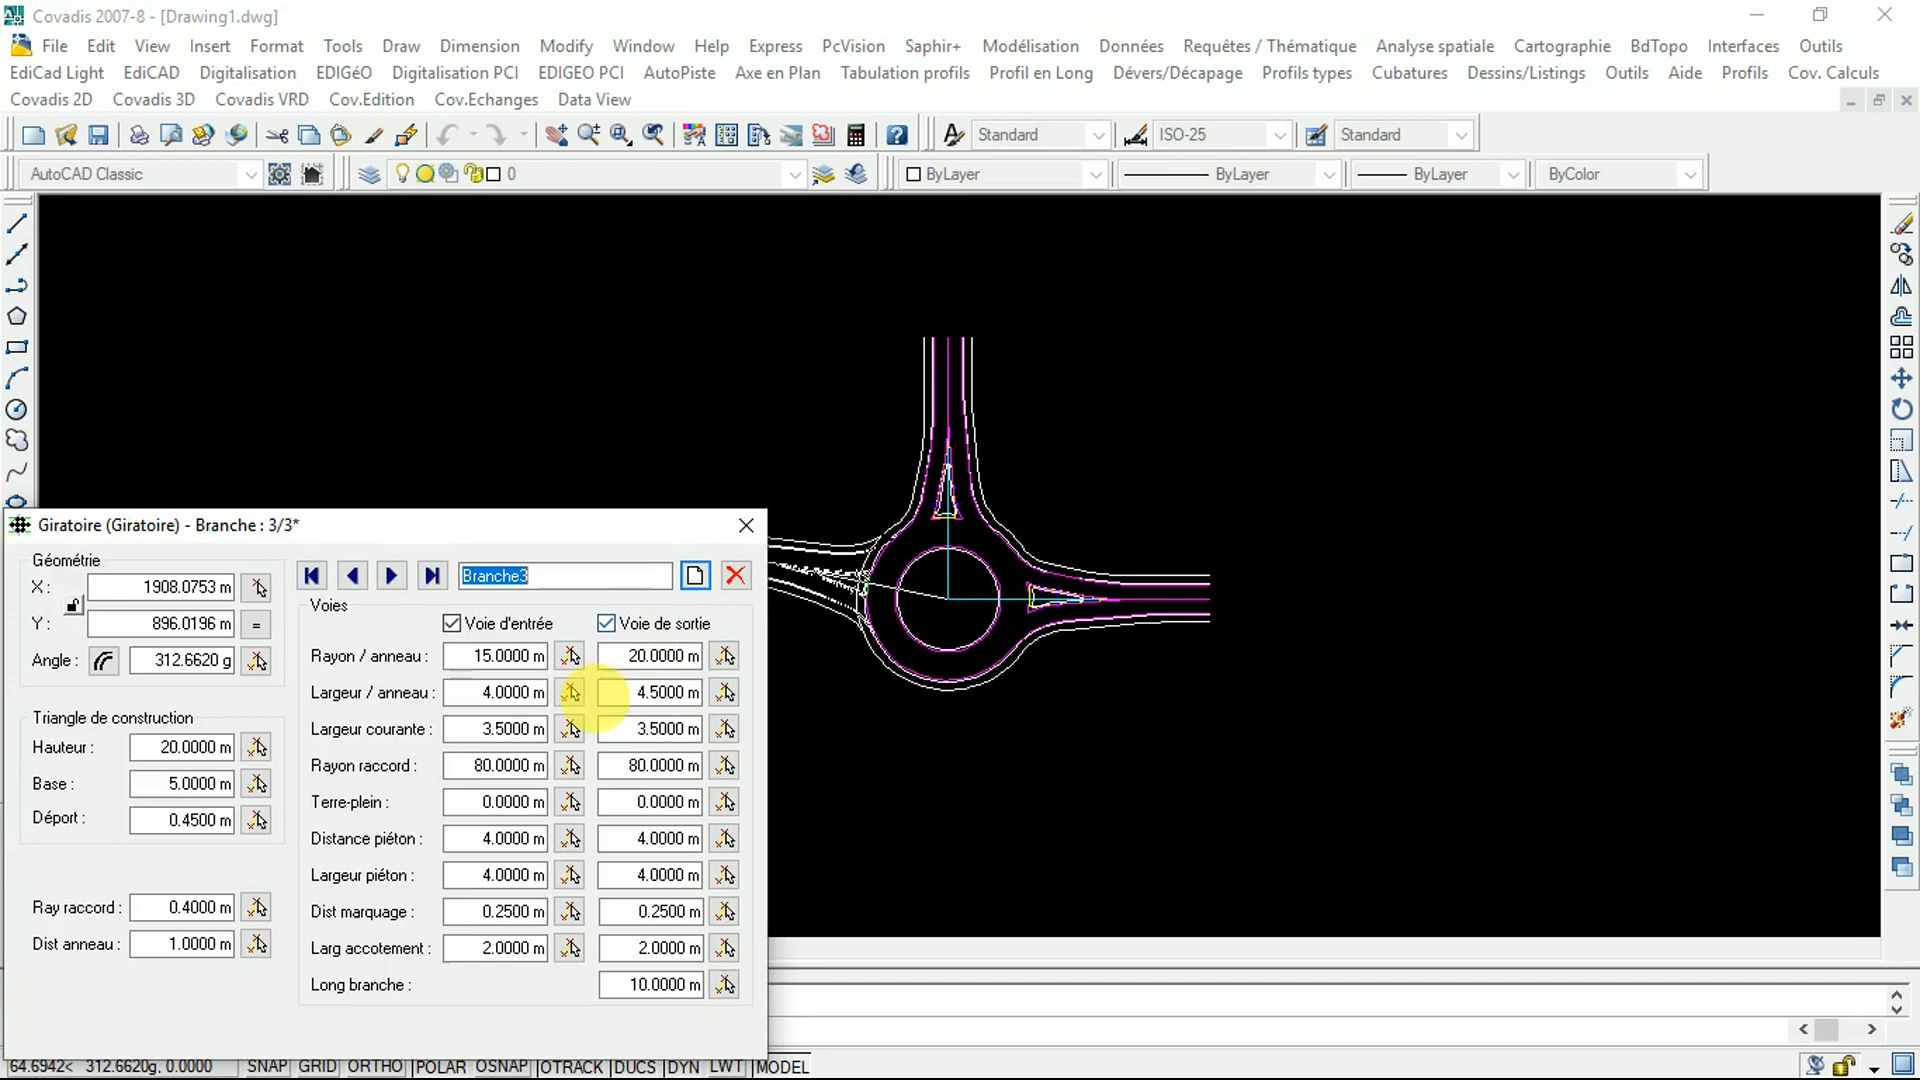 Covadis 2007-8 - [Drawing1.dwg]
File Edit View Insert Format Tools Draw Dimension Modify Window Help Express PcVision Saphir+ Modélisation Données Requêtes / Thématique Analyse spatiale Cartographie BdTopo Interfaces Outils
EdiCad Light EdiCAD Digitalisation EDIGéO Digitalisation PCI EDIGEO PCI AutoPiste Axe en Plan Tabulation profils Profil en Long Dévers/Décapage Profils types Cubatures Dessins/Listings Outils Aide Profils Cov. Calculs
Covadis 2D Covadis 3D Covadis VRD Cov.Edition Cov.Echanges Data View
Standard ISO-25 Standard
AutoCAD Classic 0 ByLayer ByLayer ByLayer ByColor
Giratoire (Giratoire) - Branche : 3/3*
Géométrie
X : 1908.0753 m
Y : 896.0196 m =
Angle : 312.6620 g
Triangle de construction
Hauteur : 20.0000 m
Base : 5.0000 m
Déport : 0.4500 m
Ray raccord : 0.4000 m
Dist anneau : 1.0000 m
Branche3
Voies
Voie d'entrée Voie de sortie
Rayon / anneau : 15.0000 m 20.0000 m
Largeur / anneau : 4.0000 m 4.5000 m
Largeur courante : 3.5000 m 3.5000 m
Rayon raccord : 80.0000 m 80.0000 m
Terre-plein : 0.0000 m 0.0000 m
Distance piéton : 4.0000 m 4.0000 m
Largeur piéton : 4.0000 m 4.0000 m
Dist marquage : 0.2500 m 0.2500 m
Larg accotement : 2.0000 m 2.0000 m
Long branche : 10.0000 m
64.6942< 312.6620g, 0.0000 SNAP GRID ORTHO POLAR OSNAP OTRACK DUCS DYN LWT MODEL